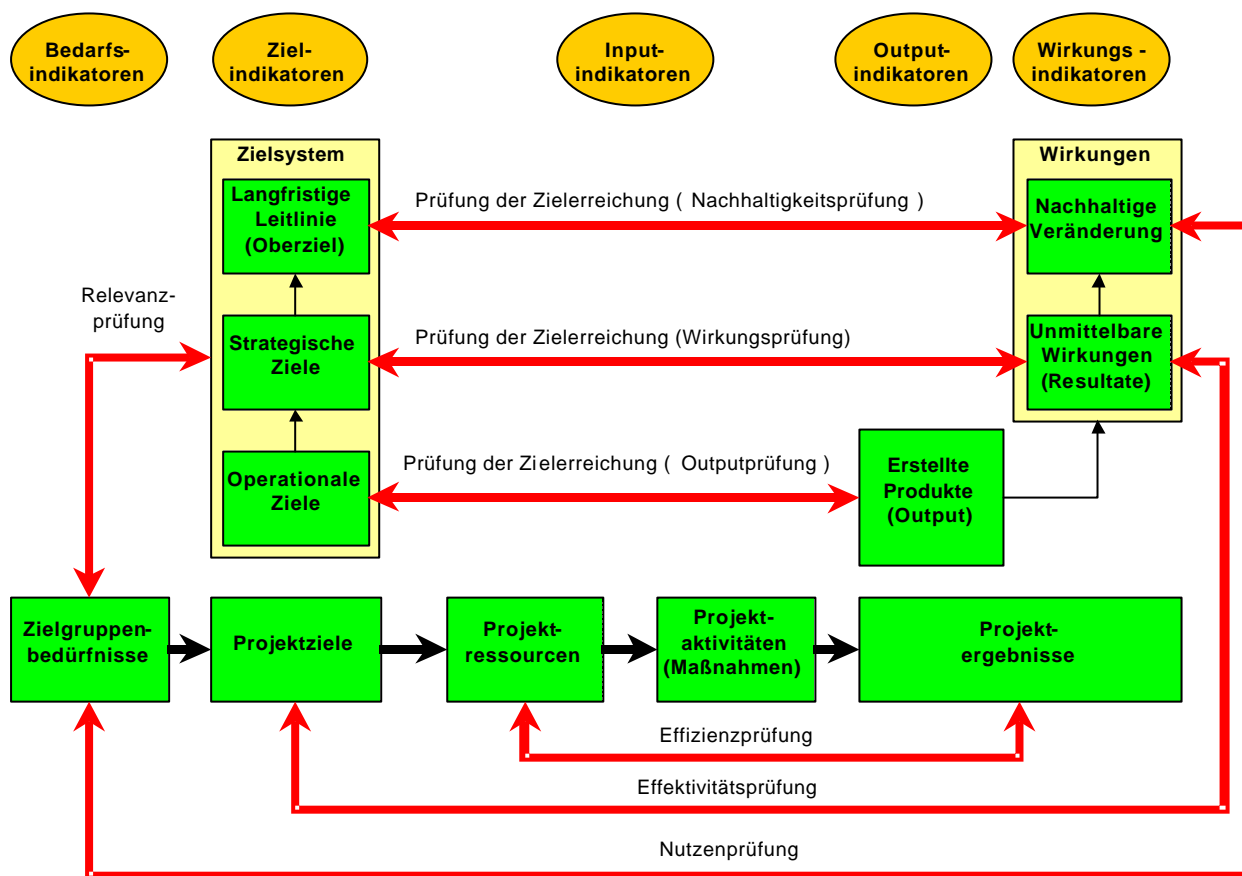 Bedarfs-
indikatoren
Ziel-
indikatoren
Input-
indikatoren
Output-
indikatoren
Wirkungs -
indikatoren
Zielsystem
Wirkungen
Langfristige
Leitlinie
(Oberziel)
Prüfung der Zielerreichung ( Nachhaltigkeitsprüfung )
Nachhaltige
Veränderung
Relevanz-
prüfung
Strategische
Ziele
Prüfung der Zielerreichung (Wirkungsprüfung)
Unmittelbare
Wirkungen
(Resultate)
Operationale
Ziele
Prüfung der Zielerreichung ( Outputprüfung )
Erstellte
Produkte
(Output)
Zielgruppen-
bedürfnisse
Projektziele
Projekt-
ressourcen
Projekt-
aktivitäten
(Maßnahmen)
Projekt-
ergebnisse
Effizienzprüfung
Effektivitätsprüfung
Nutzenprüfung